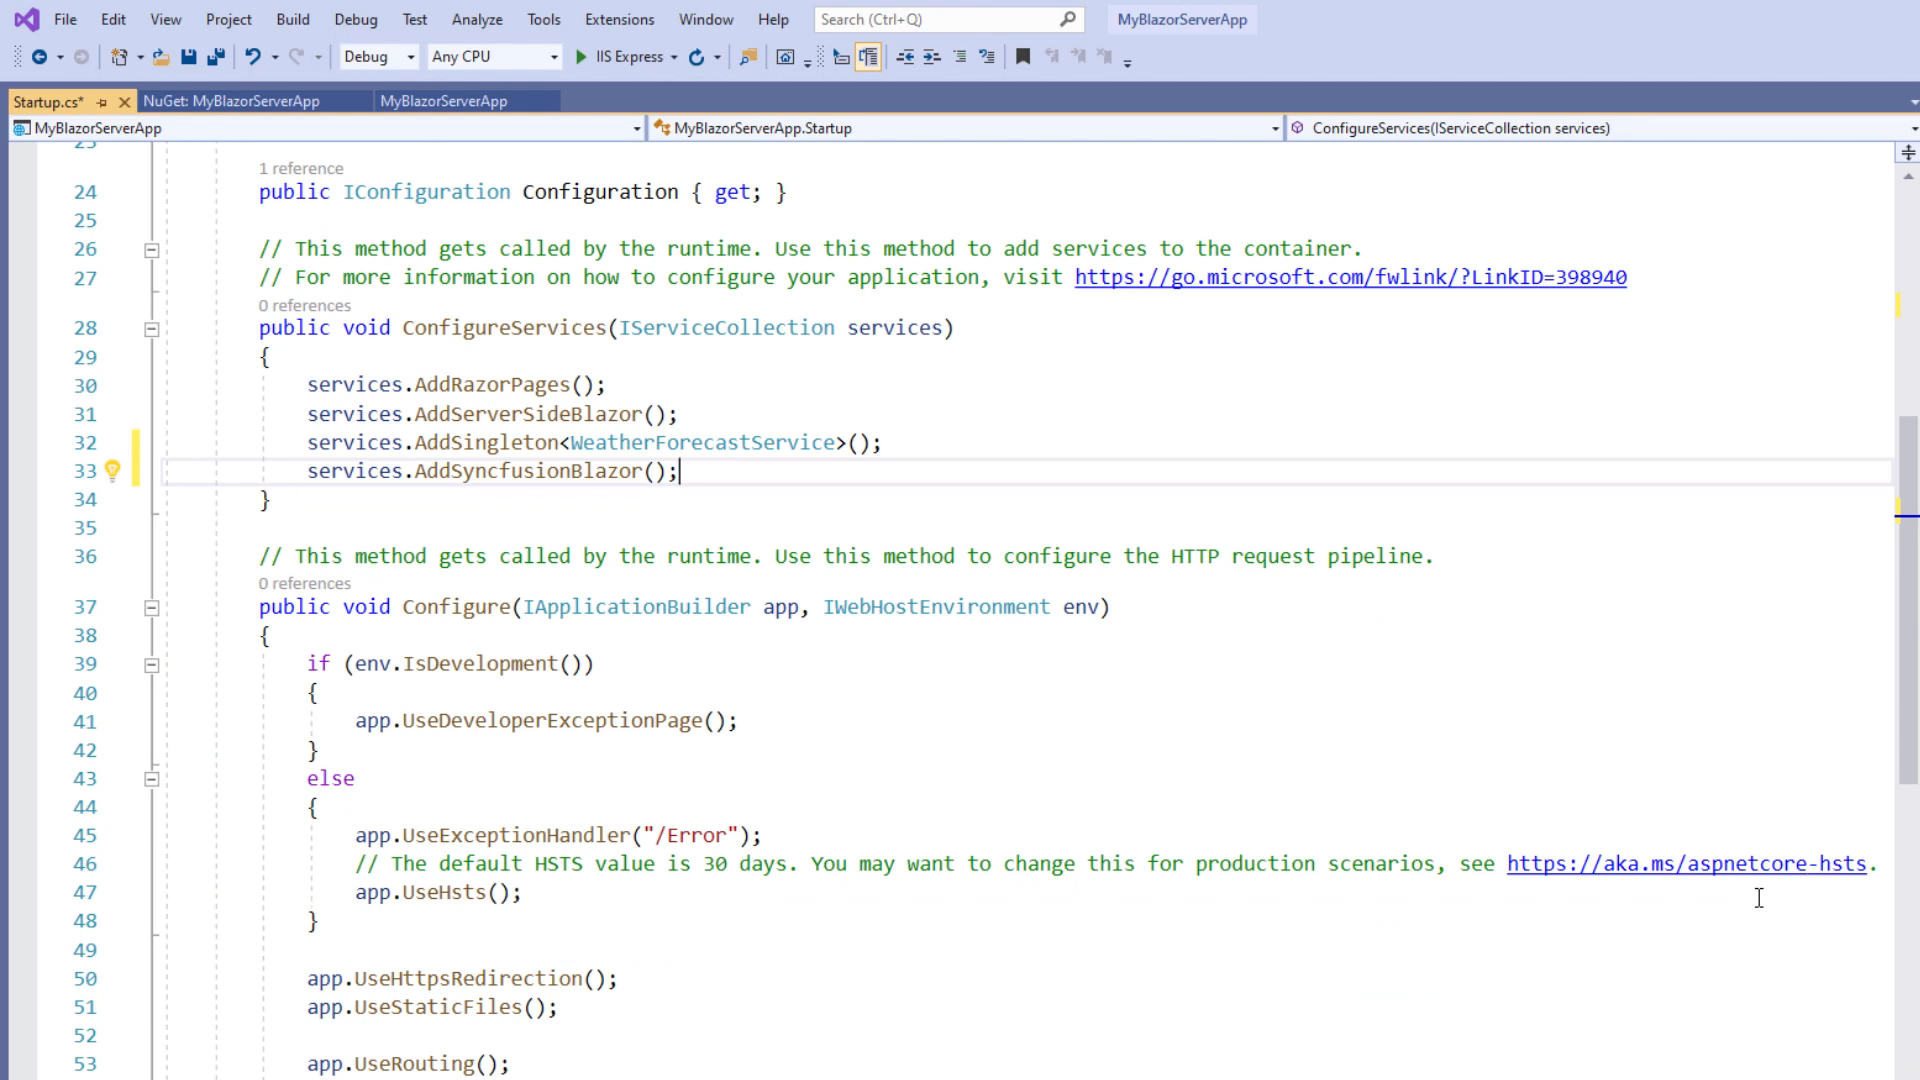 File Edit View Project Build Debug Test Analyze Tools Extensions Window Help Search (Ctrl+Q) MyBlazorServerApp
Debug Any CPU IIS Express
Startup.cs* NuGet: MyBlazorServerApp MyBlazorServerApp
MyBlazorServerApp MyBlazorServerApp.Startup ConfigureServices(IServiceCollection services)
23
1 reference
24 public IConfiguration Configuration { get; }
25
26 // This method gets called by the runtime. Use this method to add services to the container.
27 // For more information on how to configure your application, visit https://go.microsoft.com/fwlink/?LinkID=398940
0 references
28 public void ConfigureServices(IServiceCollection services)
29 {
30 services.AddRazorPages();
31 services.AddServerSideBlazor();
32 services.AddSingleton<WeatherForecastService>();
33 services.AddSyncfusionBlazor();
34 }
35
36 // This method gets called by the runtime. Use this method to configure the HTTP request pipeline.
0 references
37 public void Configure(IApplicationBuilder app, IWebHostEnvironment env)
38 {
39 if (env.IsDevelopment())
40 {
41 app.UseDeveloperExceptionPage();
42 }
43 else
44 {
45 app.UseExceptionHandler("/Error");
46 // The default HSTS value is 30 days. You may want to change this for production scenarios, see https://aka.ms/aspnetcore-hsts.
47 app.UseHsts();
48 }
49
50 app.UseHttpsRedirection();
51 app.UseStaticFiles();
52
53 app.UseRouting();